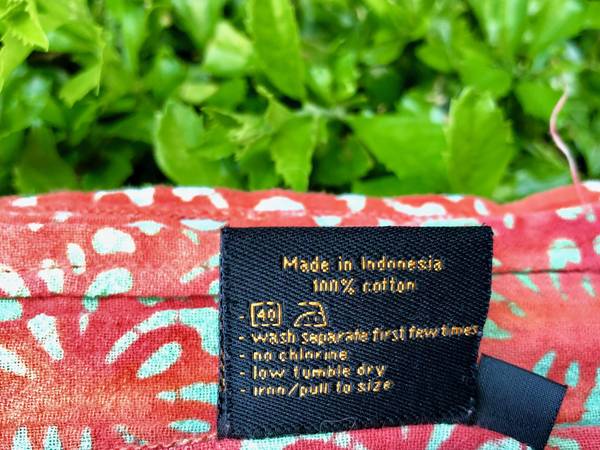 Made in Indonesia
100% cotton
- 40
- wash separate first few times
- no chlorine
- low tumble dry
- iron/pull to size